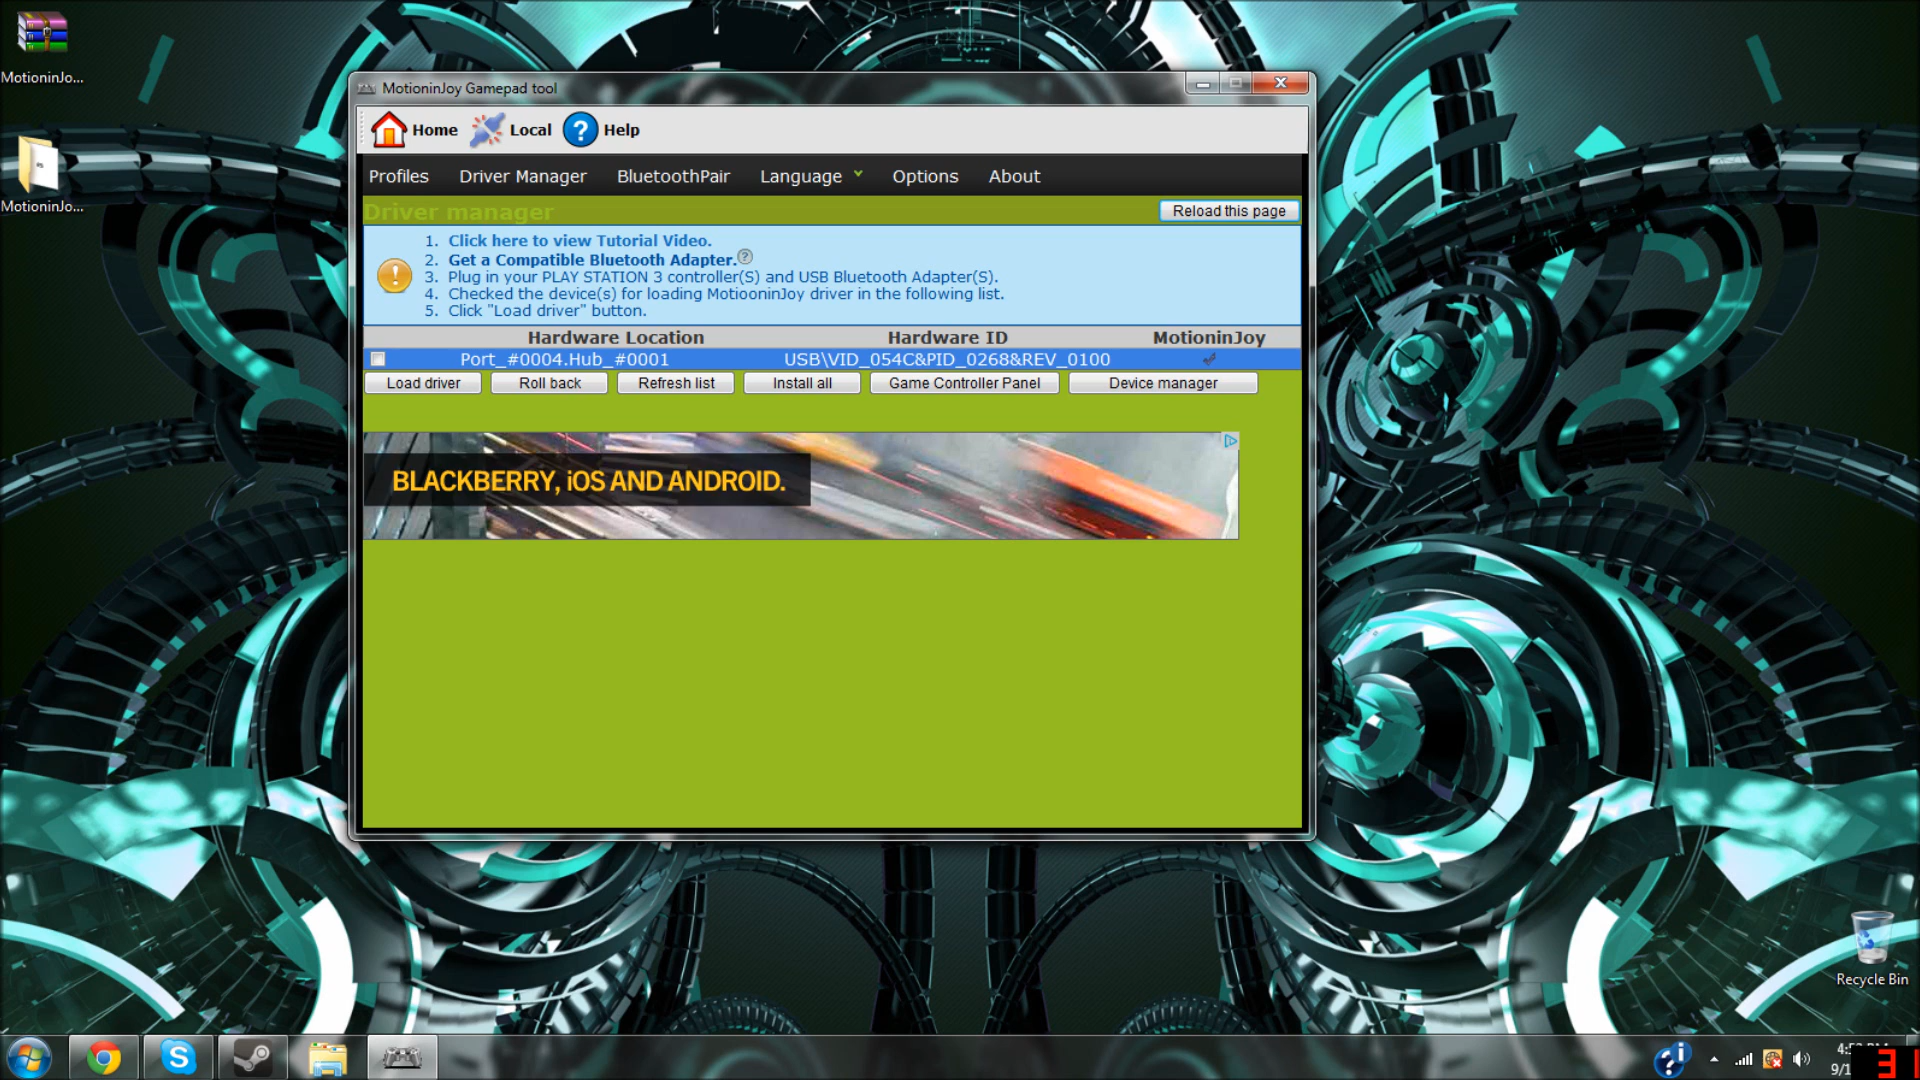 MotioninJo...
MotioninJo...
MotioninJoy Gamepad tool
Home Local Help
Profiles Driver Manager BluetoothPair Language Options About
Driver manager Reload this page
1. Click here to view Tutorial Video.
2. Get a Compatible Bluetooth Adapter.
3. Plug in your PLAY STATION 3 controller(S) and USB Bluetooth Adapter(S).
4. Checked the device(s) for loading MotiooninJoy driver in the following list.
5. Click "Load driver" button.
Hardware Location Hardware ID MotioninJoy
Port_#0004.Hub_#0001 USB\VID_054C&PID_0268&REV_0100
Load driver Roll back Refresh list Install all Game Controller Panel Device manager
BLACKBERRY, iOS AND ANDROID.
Recycle Bin